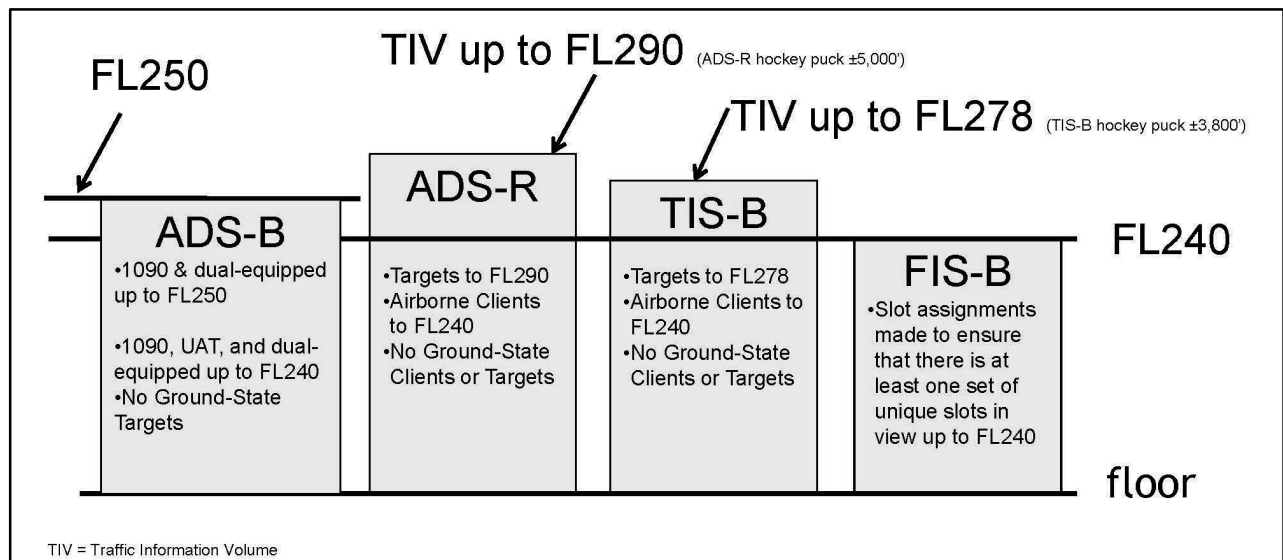 FL250
TIV up to FL290 (ADS-R hockey puck ±5,000')
TIV up to FL278 (TIS-B hockey puck ±3,800')
ADS-B
•1090 & dual-equipped
up to FL250
•1090, UAT, and dual-
equipped up to FL240
•No Ground-State
Targets
ADS-R
•Targets to FL290
•Airborne Clients
to FL240
•No Ground-State
Clients or Targets
TIS-B
•Targets to FL278
•Airborne Clients to
FL240
•No Ground-State
Clients or Targets
FL240
FIS-B
•Slot assignments
made to ensure
that there is at
least one set of
unique slots in
view up to FL240
floor
TIV = Traffic Information Volume